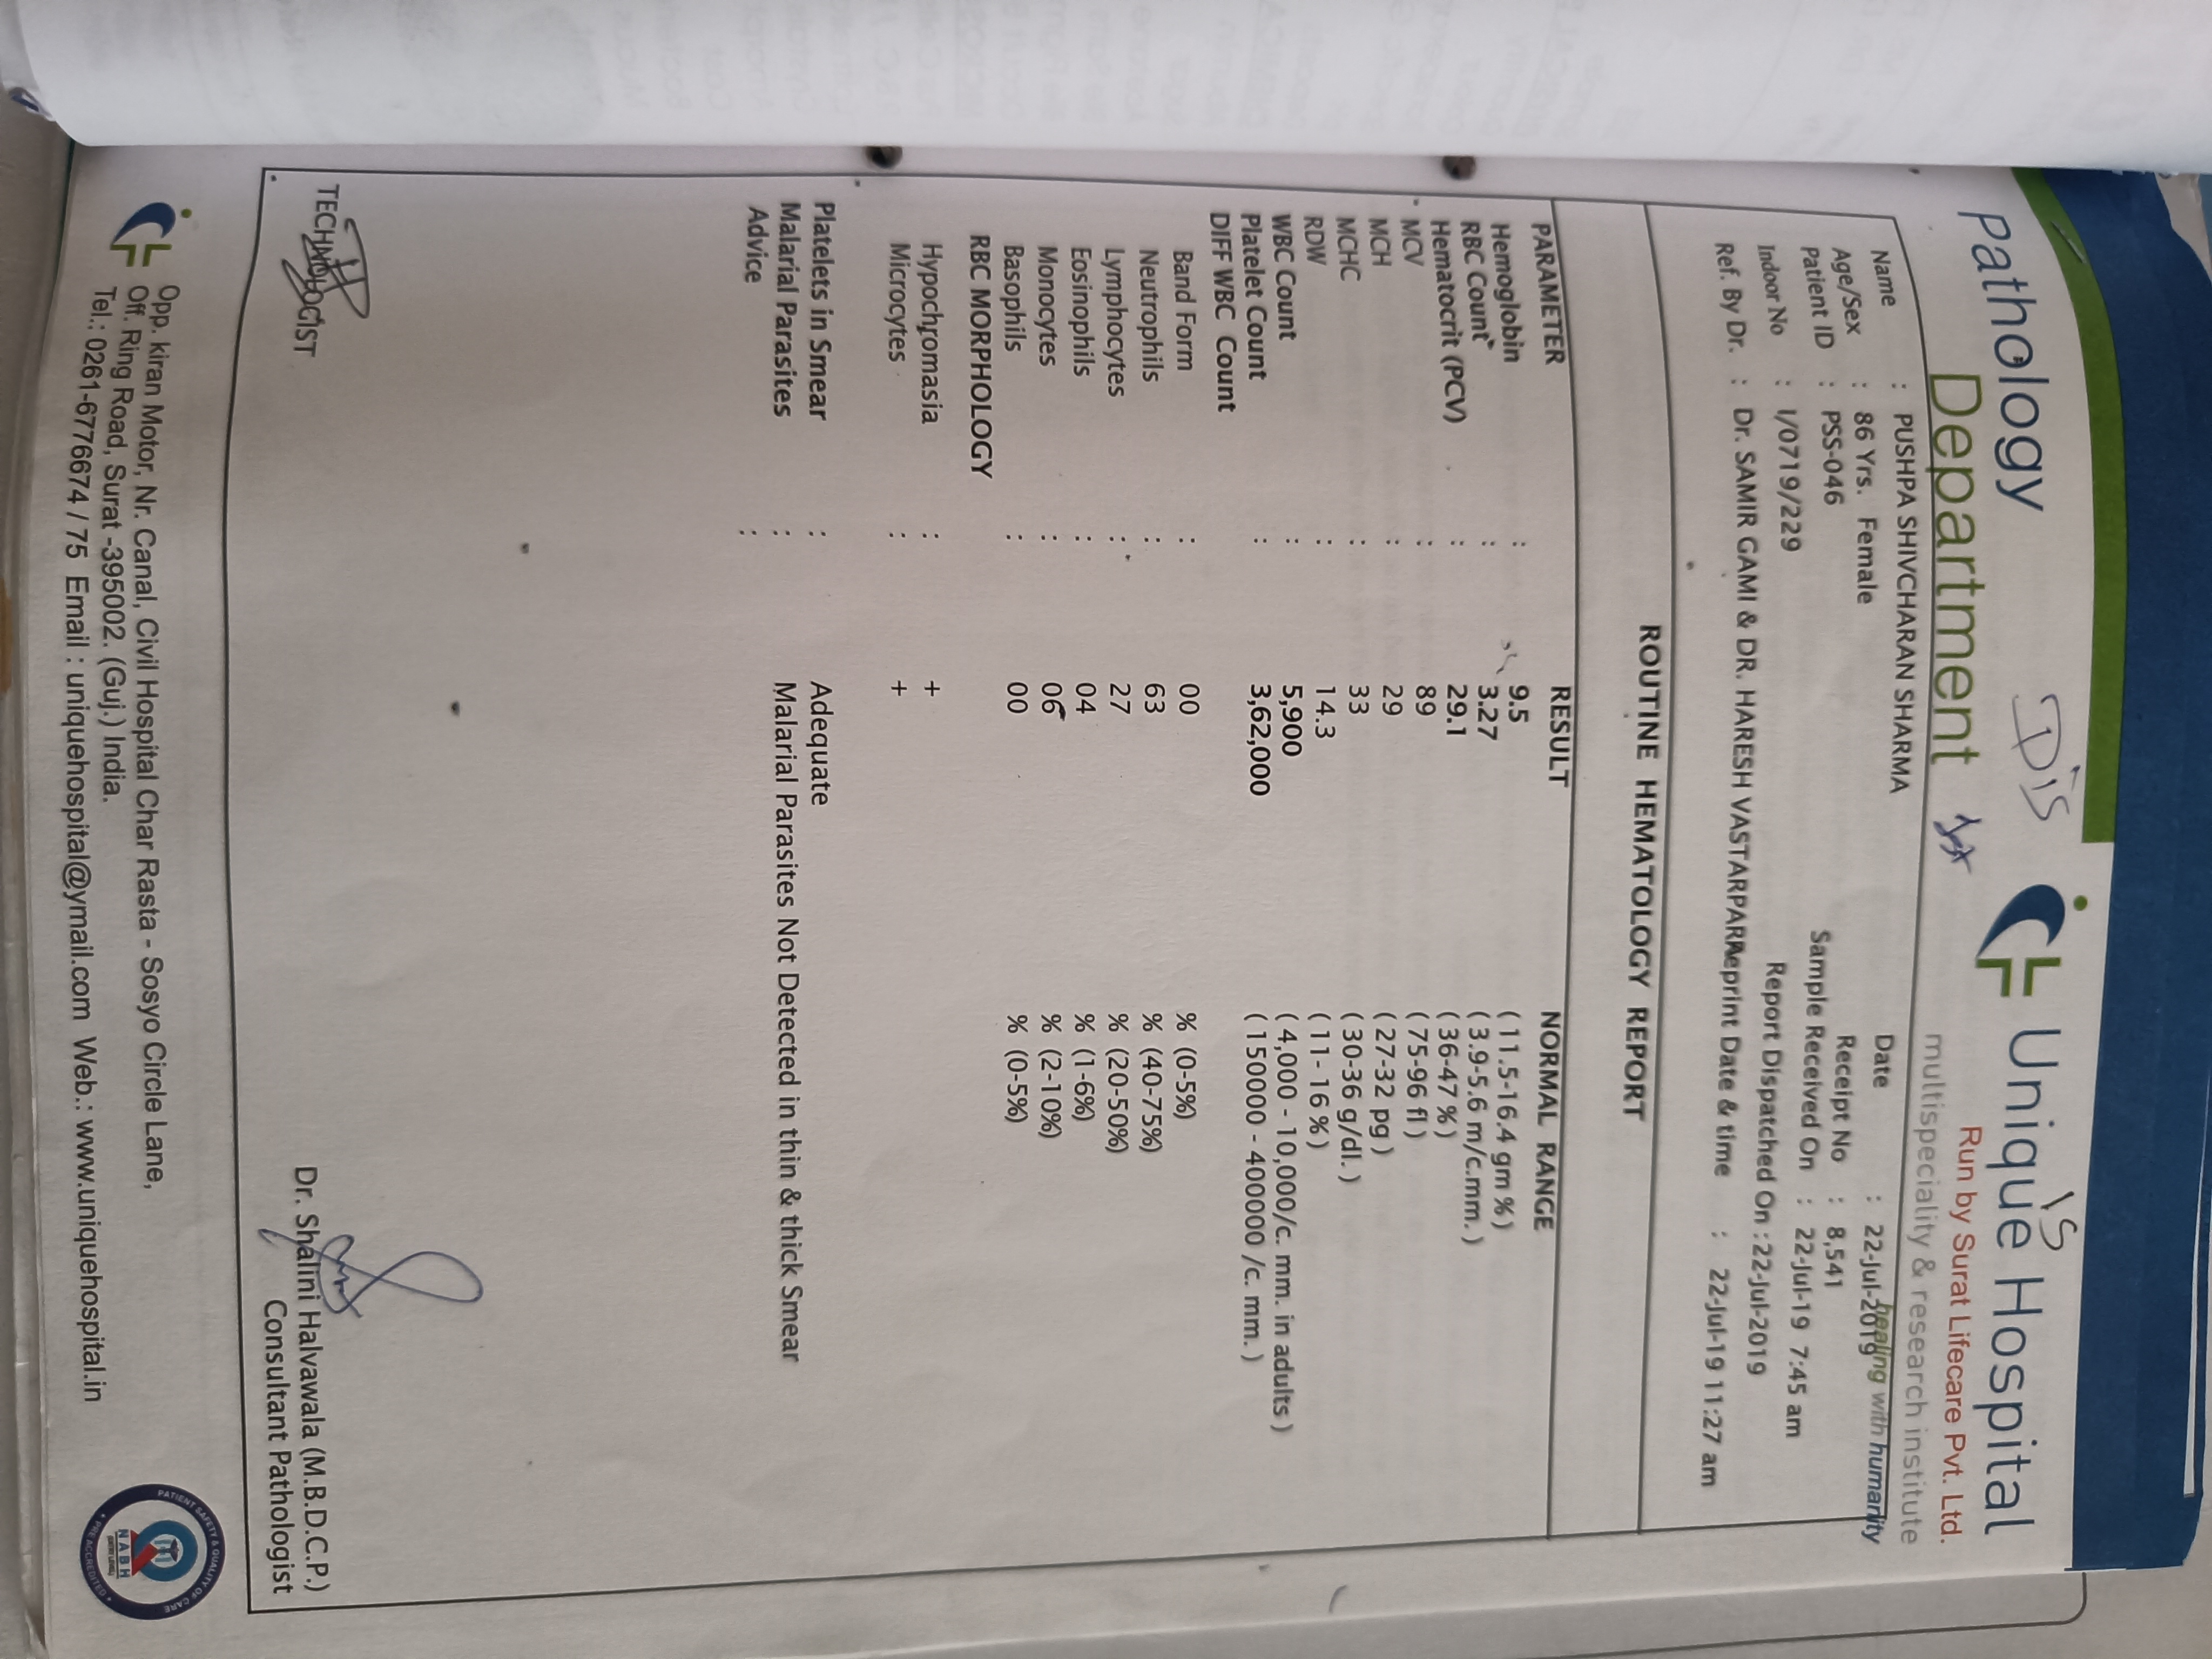 Pathology
Department
Dis
15
Unique Hospital
Run by Surat Lifecare Pvt. Ltd.
multispeciality & research institute
healing with humanity
Name : PUSHPA SHIVCHARAN SHARMA
Age/Sex : 86 Yrs. Female
Patient ID : PSS-046
Indoor No : I/0719/229
Ref. By Dr. : Dr. SAMIR GAMI & DR. HARESH VASTARPARA
Date : 22-Jul-2019
Receipt No : 8,541
Sample Received On : 22-Jul-19 7:45 am
Report Dispatched On :22-Jul-2019
Reprint Date & time : 22-Jul-19 11:27 am
ROUTINE HEMATOLOGY REPORT
PARAMETER RESULT NORMAL RANGE
Hemoglobin : 9.5 ( 11.5-16.4 gm % )
RBC Count : 3.27 ( 3.9-5.6 m/c.mm. )
Hematocrit (PCV) : 29.1 ( 36-47 % )
MCV : 89 ( 75-96 fl )
MCH : 29 ( 27-32 pg )
MCHC : 33 ( 30-36 g/dl. )
RDW : 14.3 ( 11- 16 % )
WBC Count : 5,900 ( 4,000 - 10,000/c. mm. in adults )
Platelet Count : 3,62,000 ( 150000 - 400000 /c. mm. )
DIFF WBC Count
Band Form : 00 % (0-5%)
Neutrophils : 63 % (40-75%)
Lymphocytes : 27 % (20-50%)
Eosinophils : 04 % (1-6%)
Monocytes : 06 % (2-10%)
Basophils : 00 % (0-5%)
RBC MORPHOLOGY
Hypochromasia : +
Microcytes : +
Platelets in Smear : Adequate
Malarial Parasites : Malarial Parasites Not Detected in thin & thick Smear
Advice :
TECHNOLOGIST
Dr. Shalini Halvawala (M.B.D.C.P.)
Consultant Pathologist
Opp. kiran Motor, Nr. Canal, Civil Hospital Char Rasta - Sosyo Circle Lane,
Off. Ring Road, Surat -395002. (Guj.) India.
Tel.: 0261-6776674 / 75 Email : uniquehospital@ymail.com Web.: www.uniquehospital.in
PATIENT SAFETY & QUALITY OF CARE
NABH
(ENTRY LEVEL)
PRE ACCREDITED